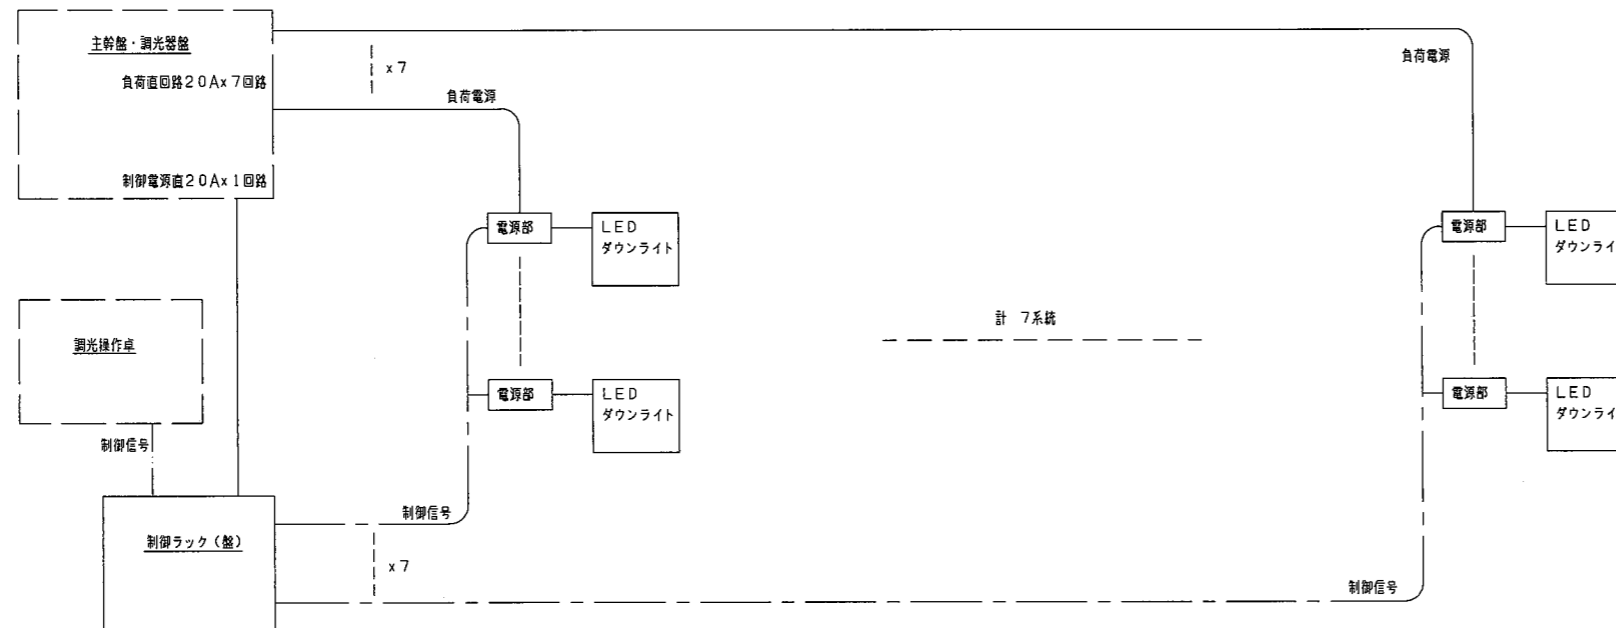 主幹盤・調光器盤
負荷直回路20Ax7回路
制御電源直20Ax1回路
x7
負荷電源
負荷電源
電源部
LED
ダウンライト
電源部
LED
ダウンライ
計 7系統
調光操作卓
電源部
LED
ダウンライト
電源部
LED
ダウンライ
制御信号
制御信号
制御ラック(盤)
x7
制御信号